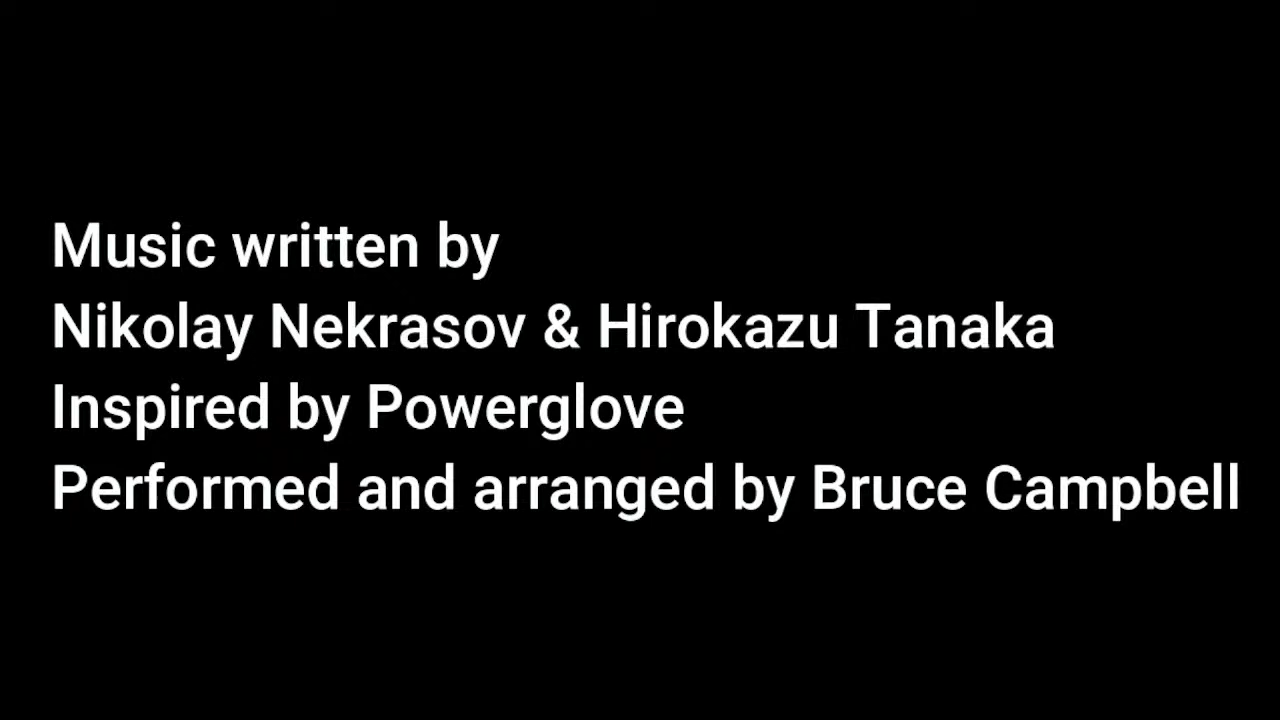 Music written by
Nikolay Nekrasov & Hirokazu Tanaka
Inspired by Powerglove
Performed and arranged by Bruce Campbell